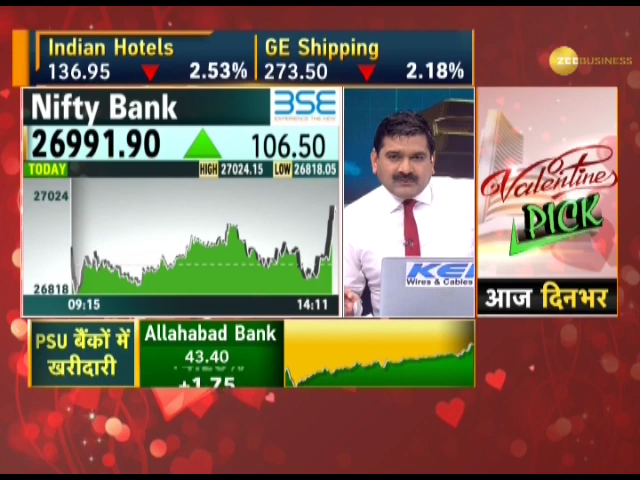 Indian Hotels
136.95 2.53%
GE Shipping
273.50 2.18%
ZEE BUSINESS
Nifty Bank
BSE
EXPERIENCE THE NEW
26991.90 106.50
TODAY HIGH 27024.15 LOW 26818.05
27024
26818
09:15 14:11
KEI
Wires & Cables
Valentine
PICK
आज दिनभर
PSU बैंकों में
खरीदारी
Allahabad Bank
43.40
+1.75